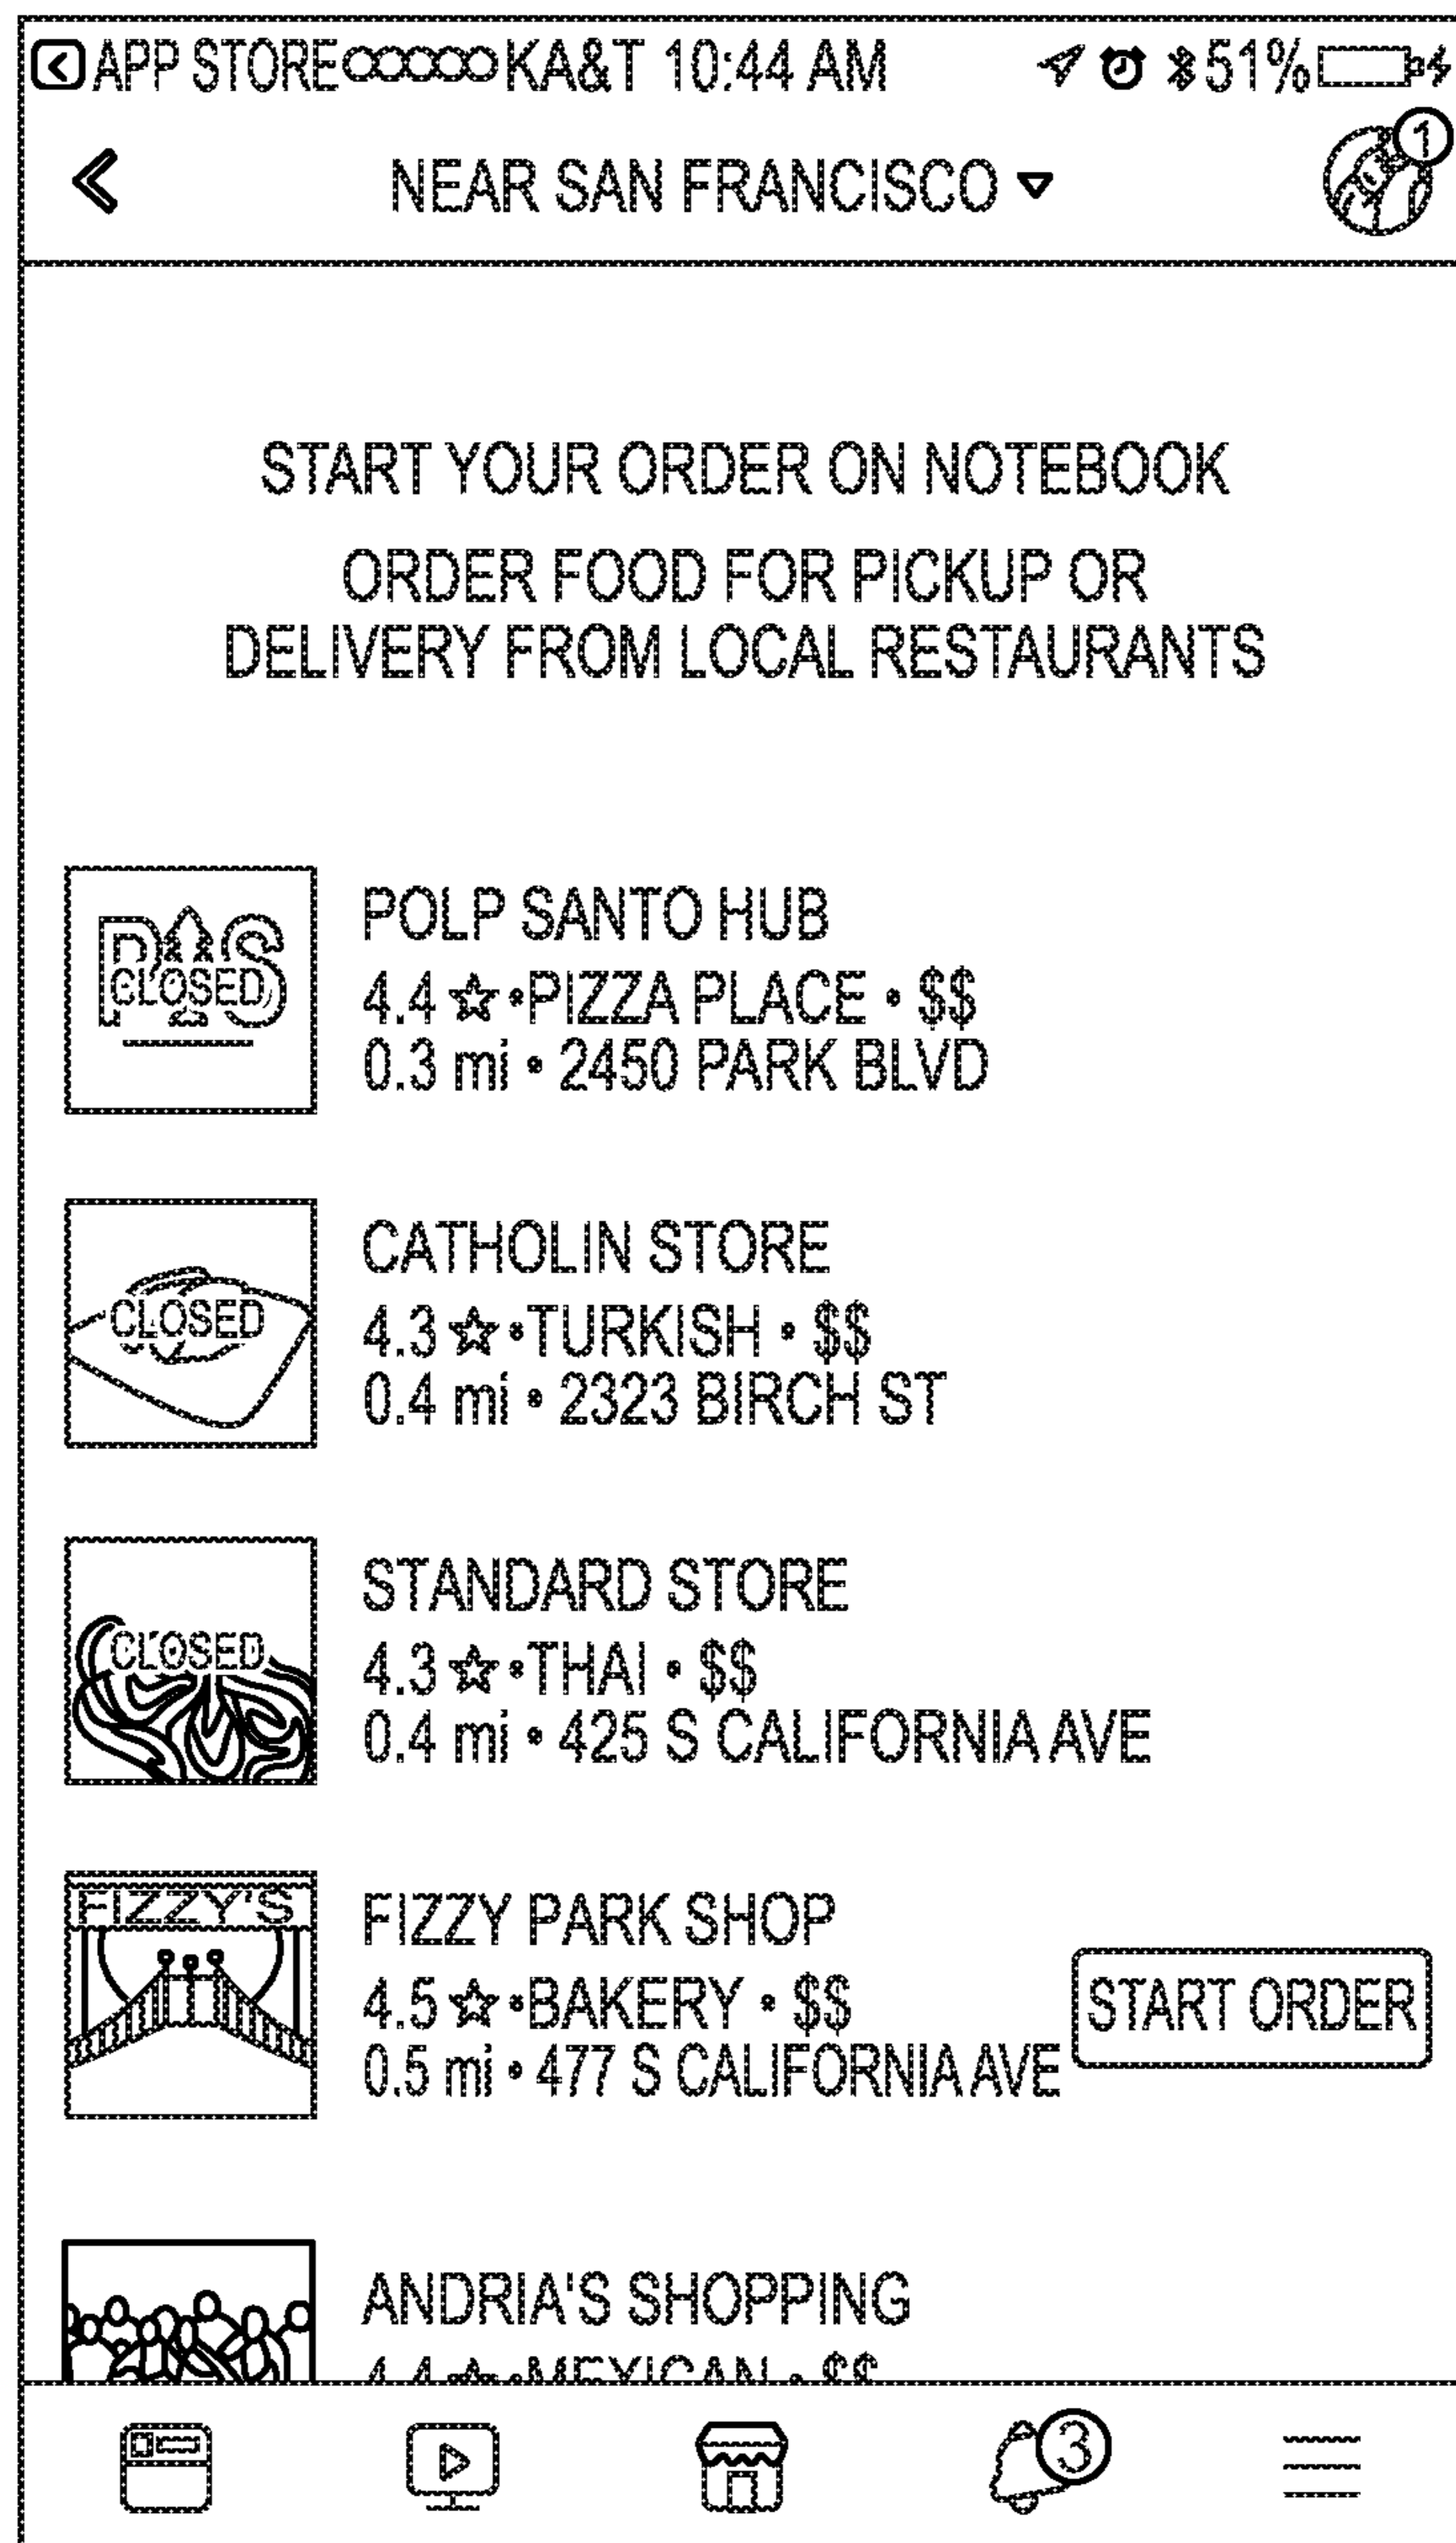 APP STORE KA&T 10:44 AM 51%
NEAR SAN FRANCISCO
1
START YOUR ORDER ON NOTEBOOK
ORDER FOOD FOR PICKUP OR
DELIVERY FROM LOCAL RESTAURANTS
PS
CLOSED
POLP SANTO HUB
4.4 ☆•PIZZA PLACE • $$
0.3 mi • 2450 PARK BLVD
CLOSED
CATHOLIN STORE
4.3 ☆•TURKISH • $$
0.4 mi • 2323 BIRCH ST
CLOSED
STANDARD STORE
4.3 ☆•THAI • $$
0.4 mi • 425 S CALIFORNIA AVE
FIZZY'S
FIZZY PARK SHOP
4.5 ☆•BAKERY • $$
0.5 mi • 477 S CALIFORNIA AVE
START ORDER
ANDRIA'S SHOPPING
4.4 ☆•MEXICAN • $$
3